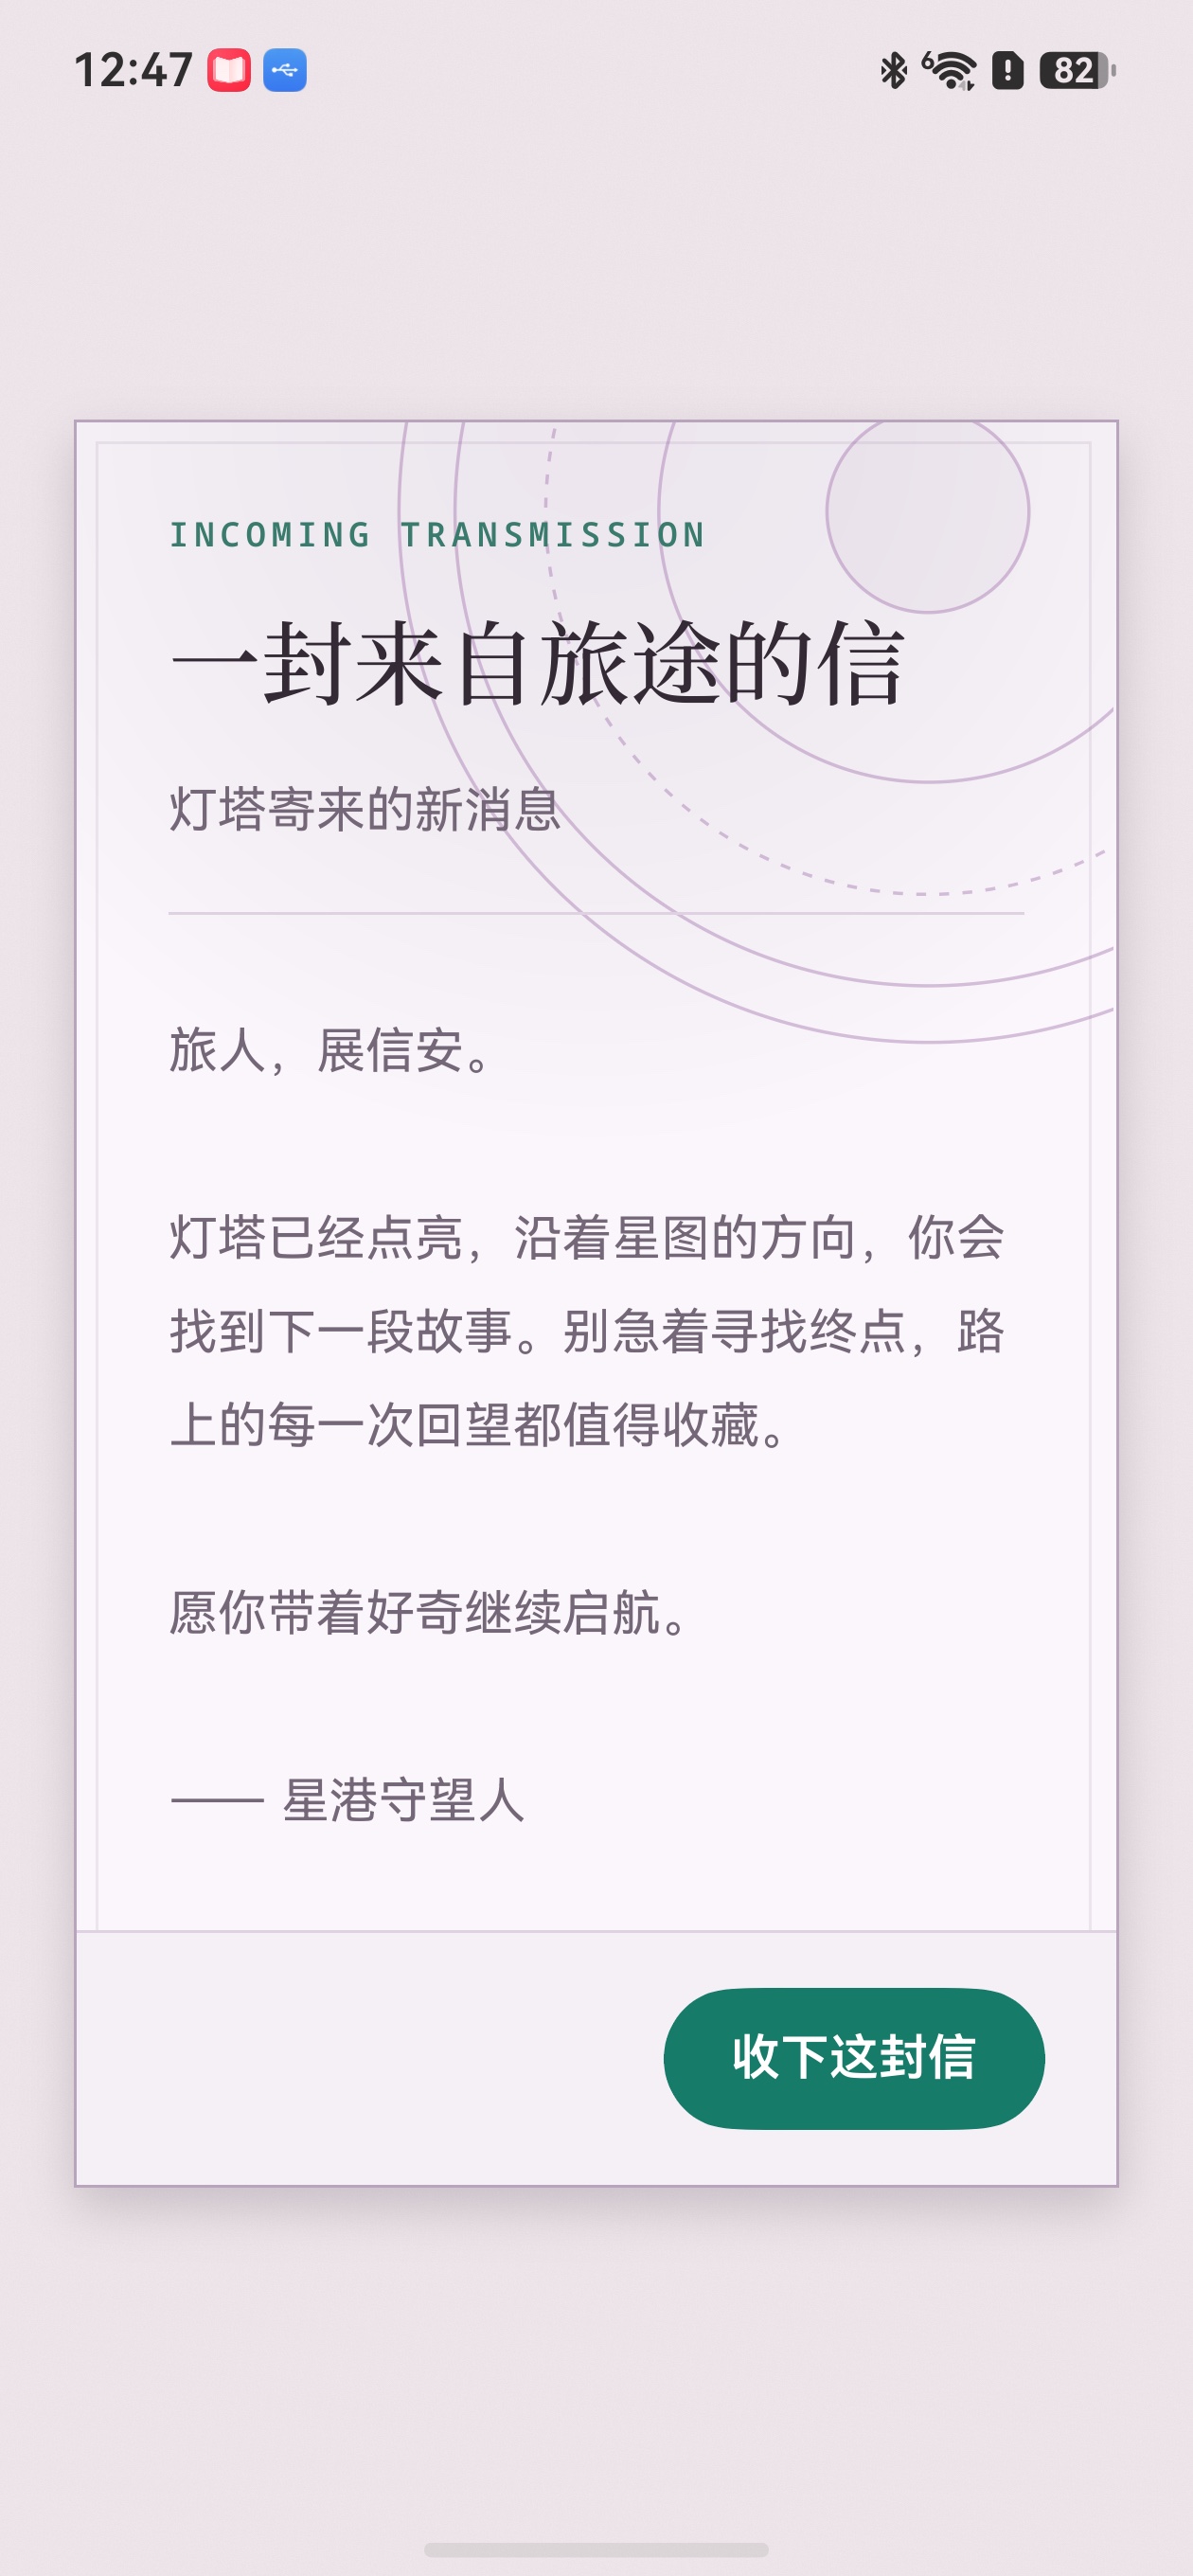 12:47
6
82
INCOMING TRANSMISSION
一封来自旅途的信
灯塔寄来的新消息
旅人，展信安。
灯塔已经点亮，沿着星图的方向，你会
找到下一段故事。别急着寻找终点，路
上的每一次回望都值得收藏。
愿你带着好奇继续启航。
—— 星港守望人
收下这封信